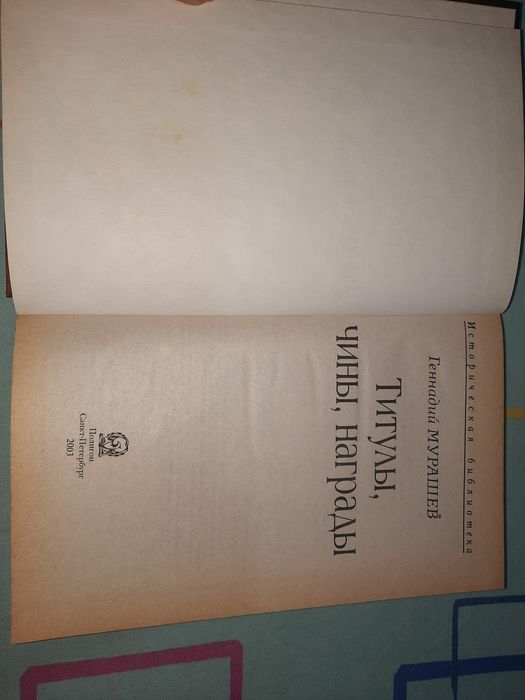 Историческая библиотека
Геннадий МУРАШЕВ
Титулы,
чины, награды
Полигон
Санкт-Петербург
2003